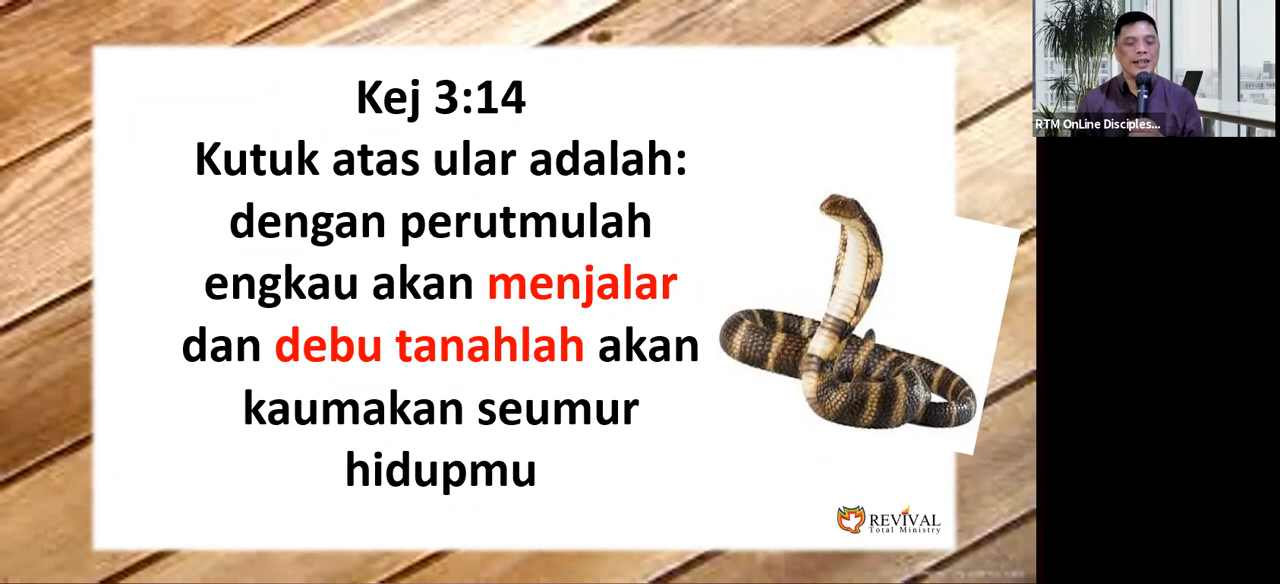 Kej 3:14
Kutuk atas ular adalah:
dengan perutmulah
engkau akan menjalar
dan debu tanahlah akan
kaumakan seumur
hidupmu
REVIVAL
Total Ministry
RTM OnLine Disciples...